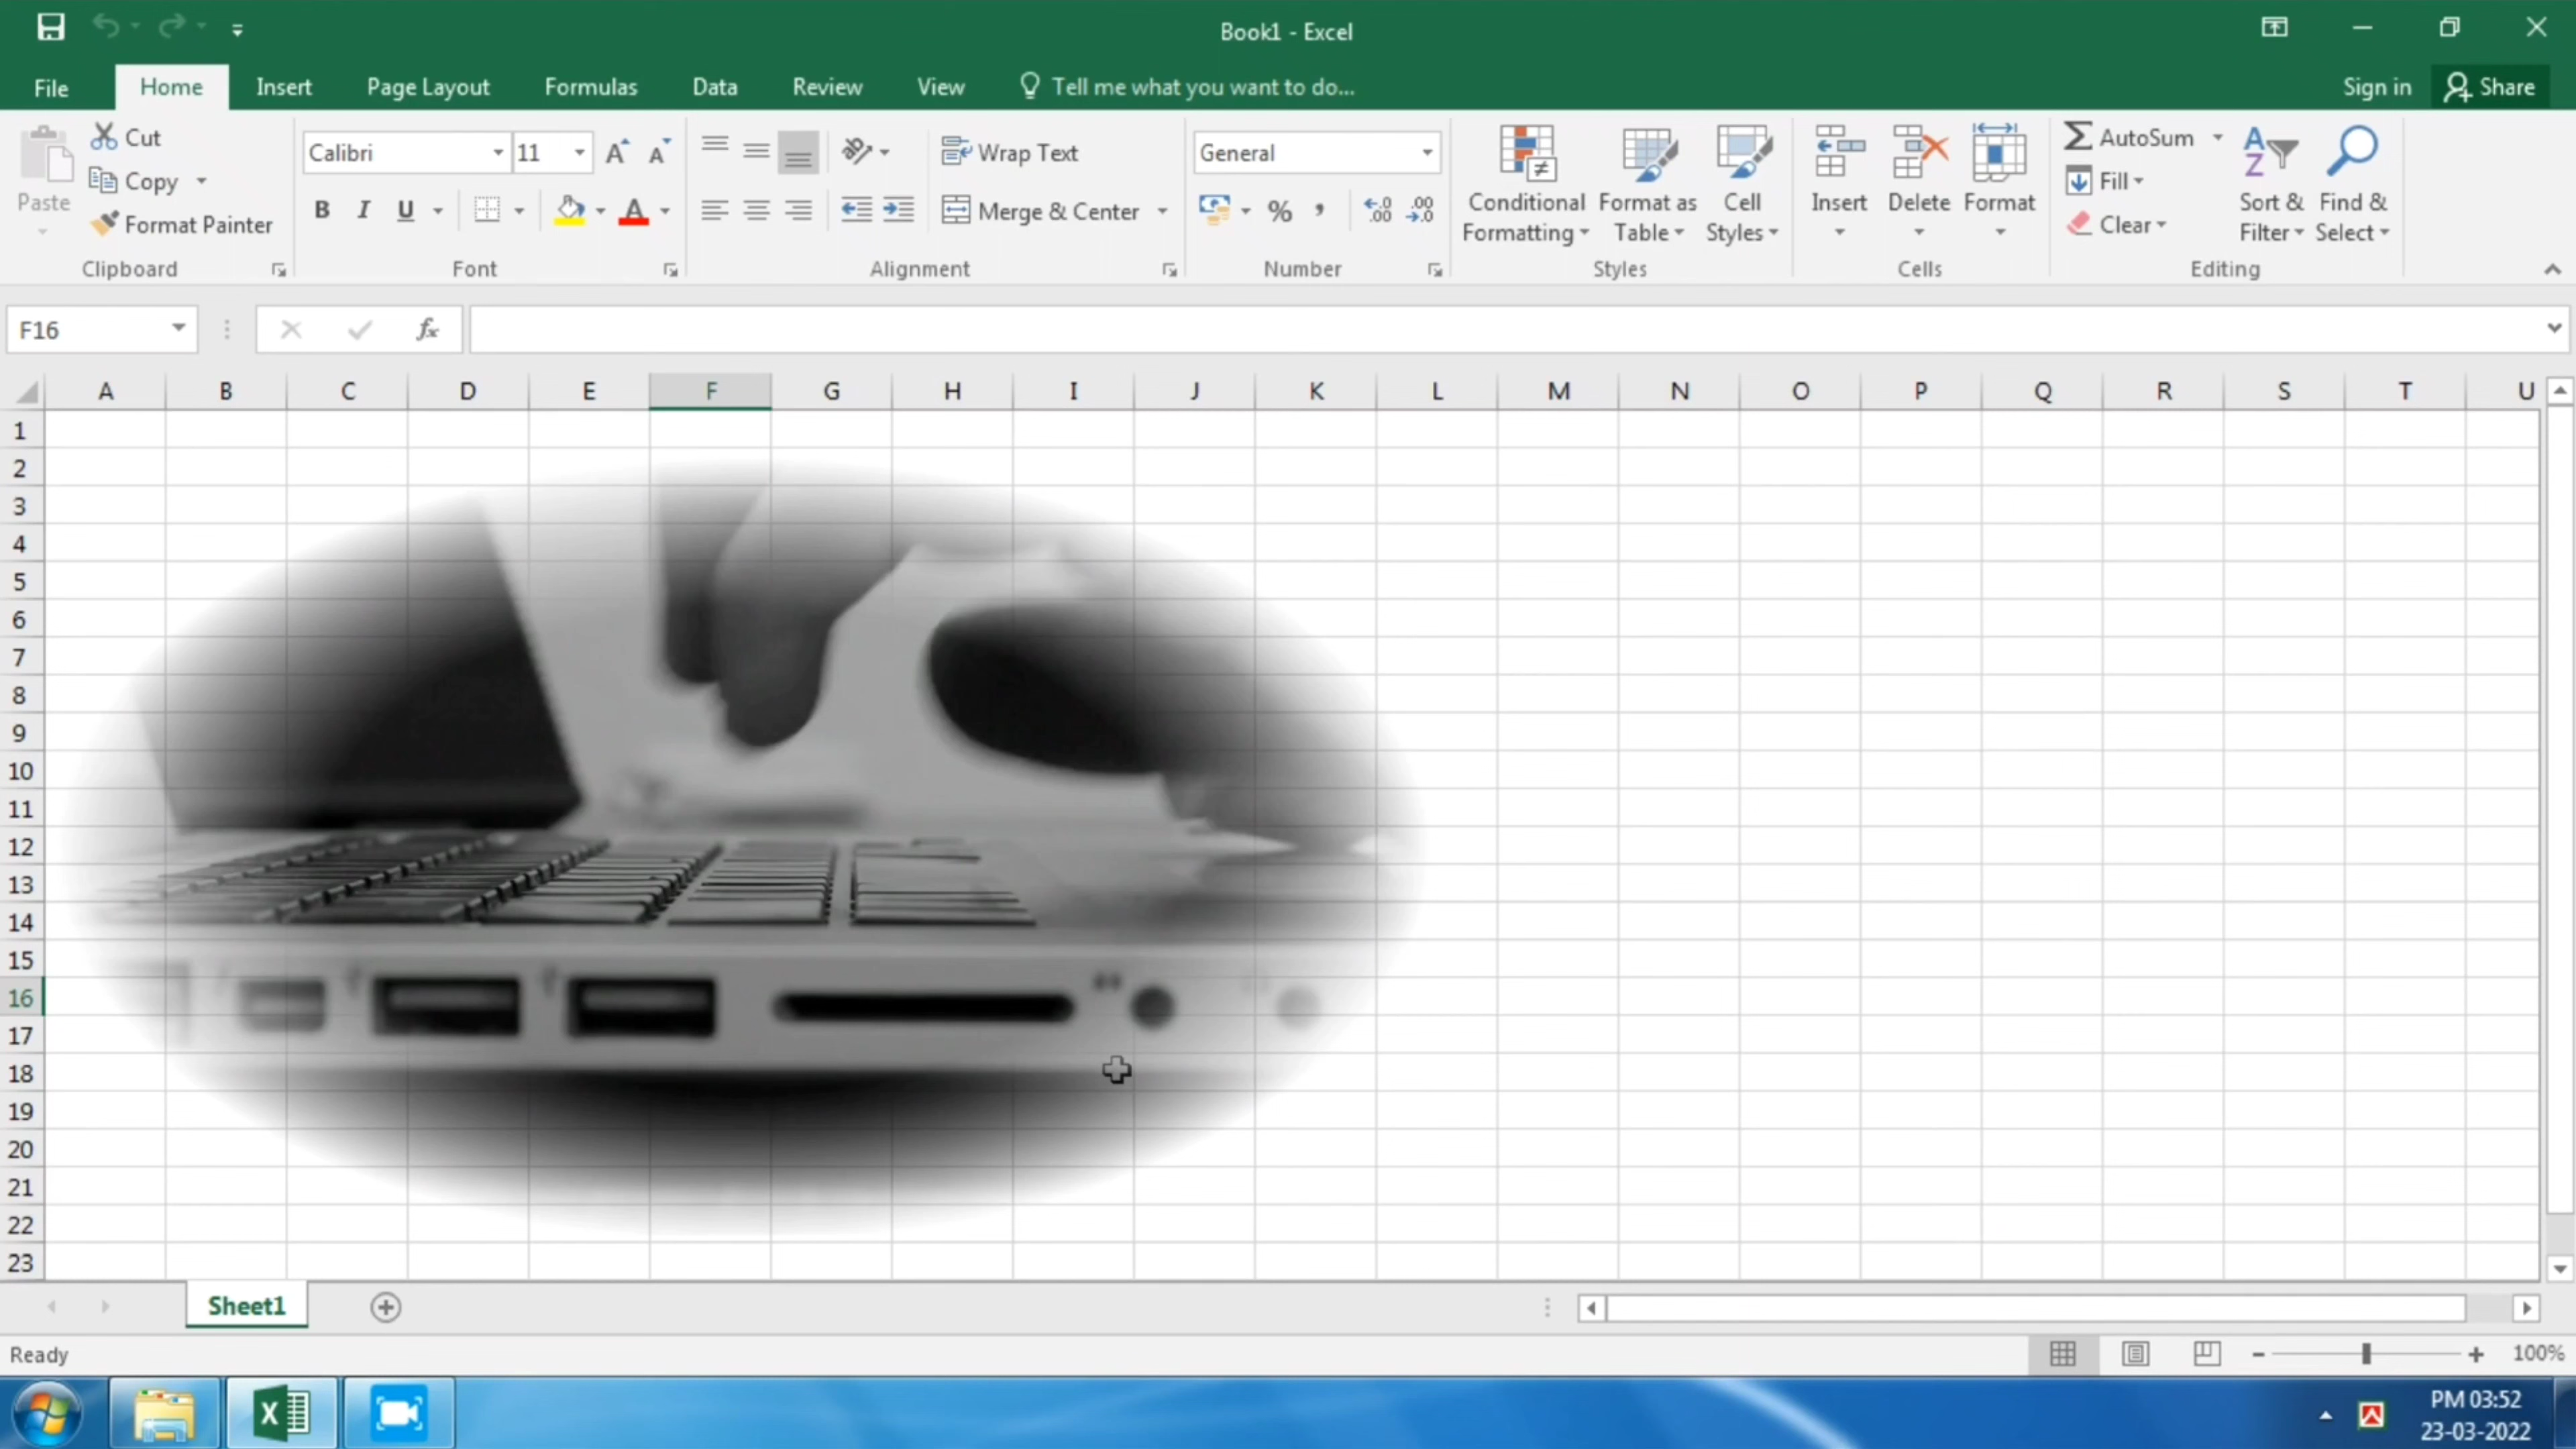 Book1 - Excel
File Home Insert Page Layout Formulas Data Review View Tell me what you want to do... Sign in Share
Paste Cut Copy Format Painter Clipboard
Calibri 11 B I U A Font
Wrap Text Merge & Center Alignment
General % , .00 .0 Number
Conditional Formatting Format as Table Cell Styles Styles
Insert Delete Format Cells
AutoSum Fill Clear Sort & Filter Find & Select Editing
F16 fx
A B C D E F G H I J K L M N O P Q R S T U
1
2
3
4
5
6
7
8
9
10
11
12
13
14
15
16
17
18
19
20
21
22
23
Sheet1
Ready 100%
PM 03:52
23-03-2022